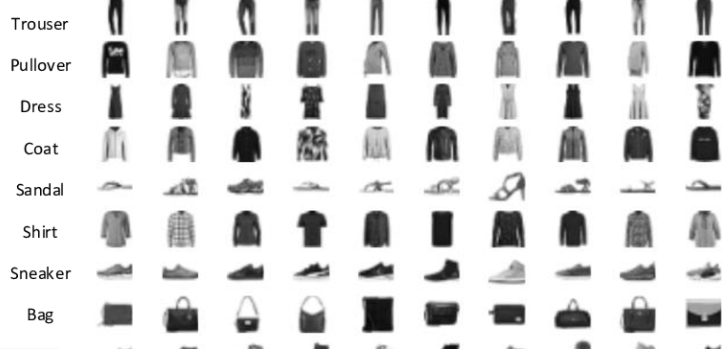 Trouser
Pullover
Dress
Coat
Sandal
Shirt
Sneaker
Bag